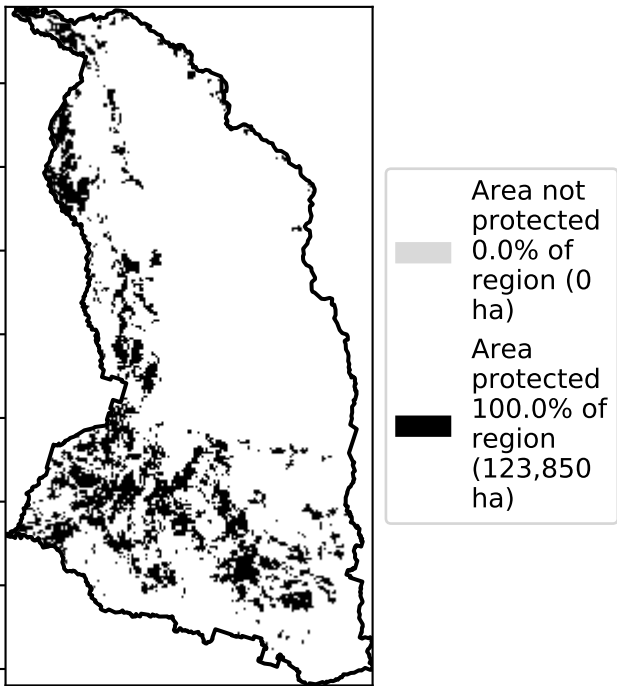 Area not
protected
0.0% of
region (0
ha)
Area
protected
100.0% of
region
(123,850
ha)